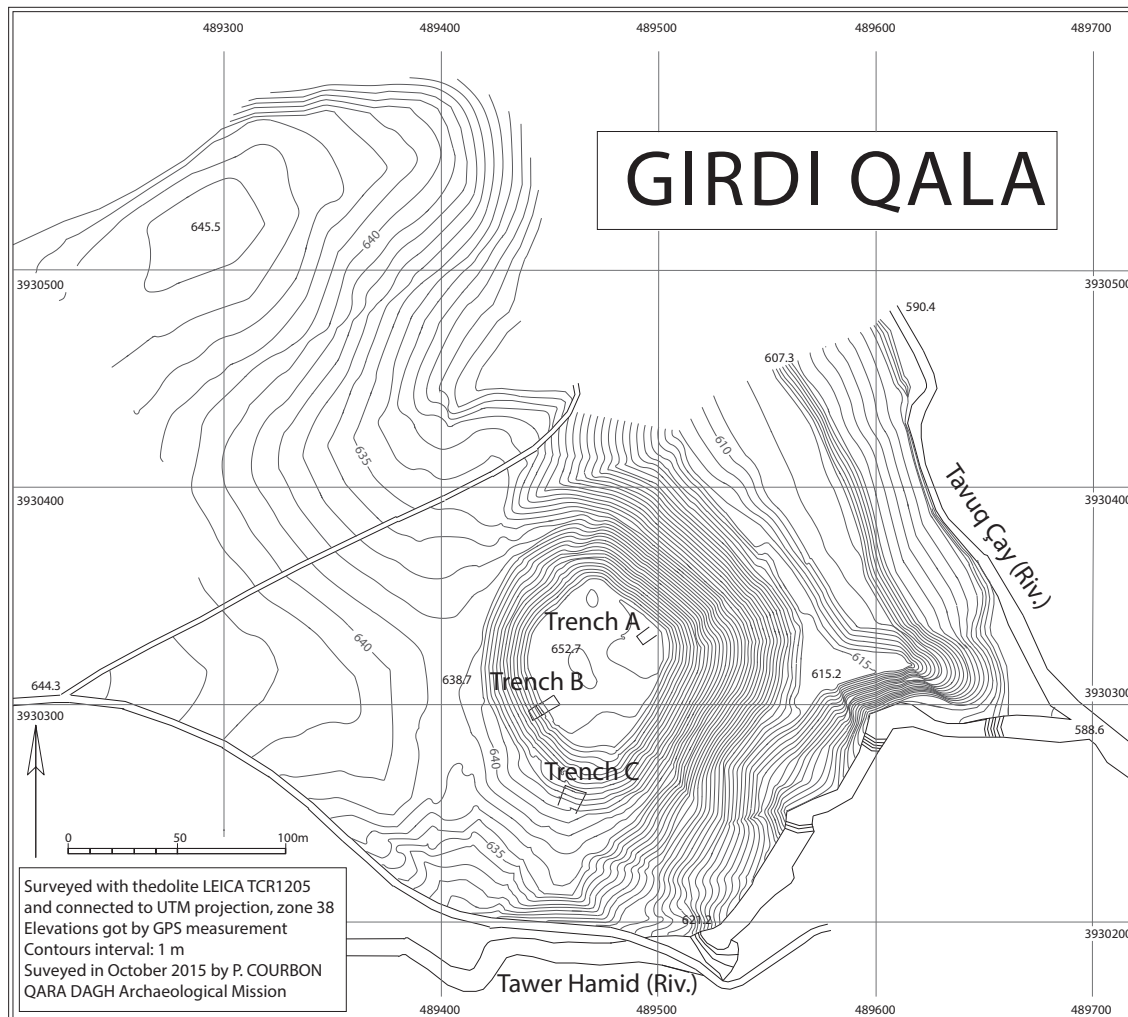 489300 489400 489500 489600 489700
GIRDI QALA
645.5
640
3930500 3930500
590.4
607.3
635
610
3930400 3930400
Tavuq Çay (Riv.)
Trench A
652.7
640
615
638.7
615.2
644.3
Trench B
3930300 3930300
588.6
640
Trench C
0 50 100m
635
Surveyed with thedolite LEICA TCR1205
and connected to UTM projection, zone 38
Elevations got by GPS measurement
Contours interval: 1 m
Suveyed in October 2015 by P. COURBON
QARA DAGH Archaeological Mission
621.2
3930200 3930200
Tawer Hamid (Riv.)
489400 489500 489600 489700